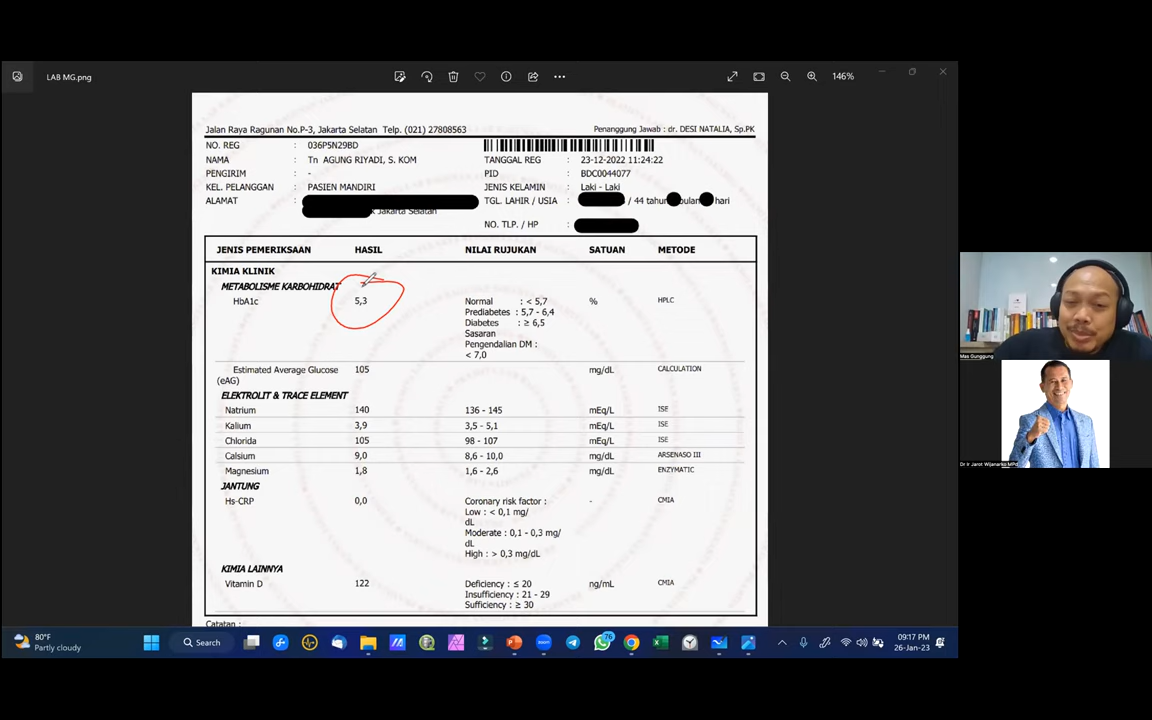 LAB MG.png
146%
Jalan Raya Ragunan No.P-3, Jakarta Selatan Telp. (021) 27808563
Penanggung Jawab : dr. DESI NATALIA, Sp.PK
NO. REG : 036P5N29BD
NAMA : Tn AGUNG RIYADI, S. KOM TANGGAL REG : 23-12-2022 11:24:22
PENGIRIM : - PID : BDC0044077
KEL. PELANGGAN : PASIEN MANDIRI JENIS KELAMIN : Laki - Laki
ALAMAT : TGL. LAHIR / USIA : / 44 tahun bulan hari
Jakarta Selatan
NO. TLP. / HP :
JENIS PEMERIKSAAN HASIL NILAI RUJUKAN SATUAN METODE
KIMIA KLINIK
METABOLISME KARBOHIDRAT
HbA1c 5,3 Normal : < 5,7 % HPLC
Prediabetes : 5,7 - 6,4
Diabetes : ≥ 6,5
Sasaran
Pengendalian DM :
< 7,0
Estimated Average Glucose 105 mg/dL CALCULATION
(eAG)
ELEKTROLIT & TRACE ELEMENT
Natrium 140 136 - 145 mEq/L ISE
Kalium 3,9 3,5 - 5,1 mEq/L ISE
Chlorida 105 98 - 107 mEq/L ISE
Calsium 9,0 8,6 - 10,0 mg/dL ARSENASO III
Magnesium 1,8 1,6 - 2,6 mg/dL ENZYMATIC
JANTUNG
Hs-CRP 0,0 Coronary risk factor : - CMIA
Low : < 0,1 mg/
dL
Moderate : 0,1 - 0,3 mg/
dL
High : > 0,3 mg/dL
KIMIA LAINNYA
Vitamin D 122 Deficiency : ≤ 20 ng/mL CMIA
Insufficiency : 21 - 29
Sufficiency : ≥ 30
Catatan :
Mas Gunggung
Dr Ir Jarot Wijanarko MPd
80°F
Partly cloudy
Search
76
09:17 PM
26-Jan-23